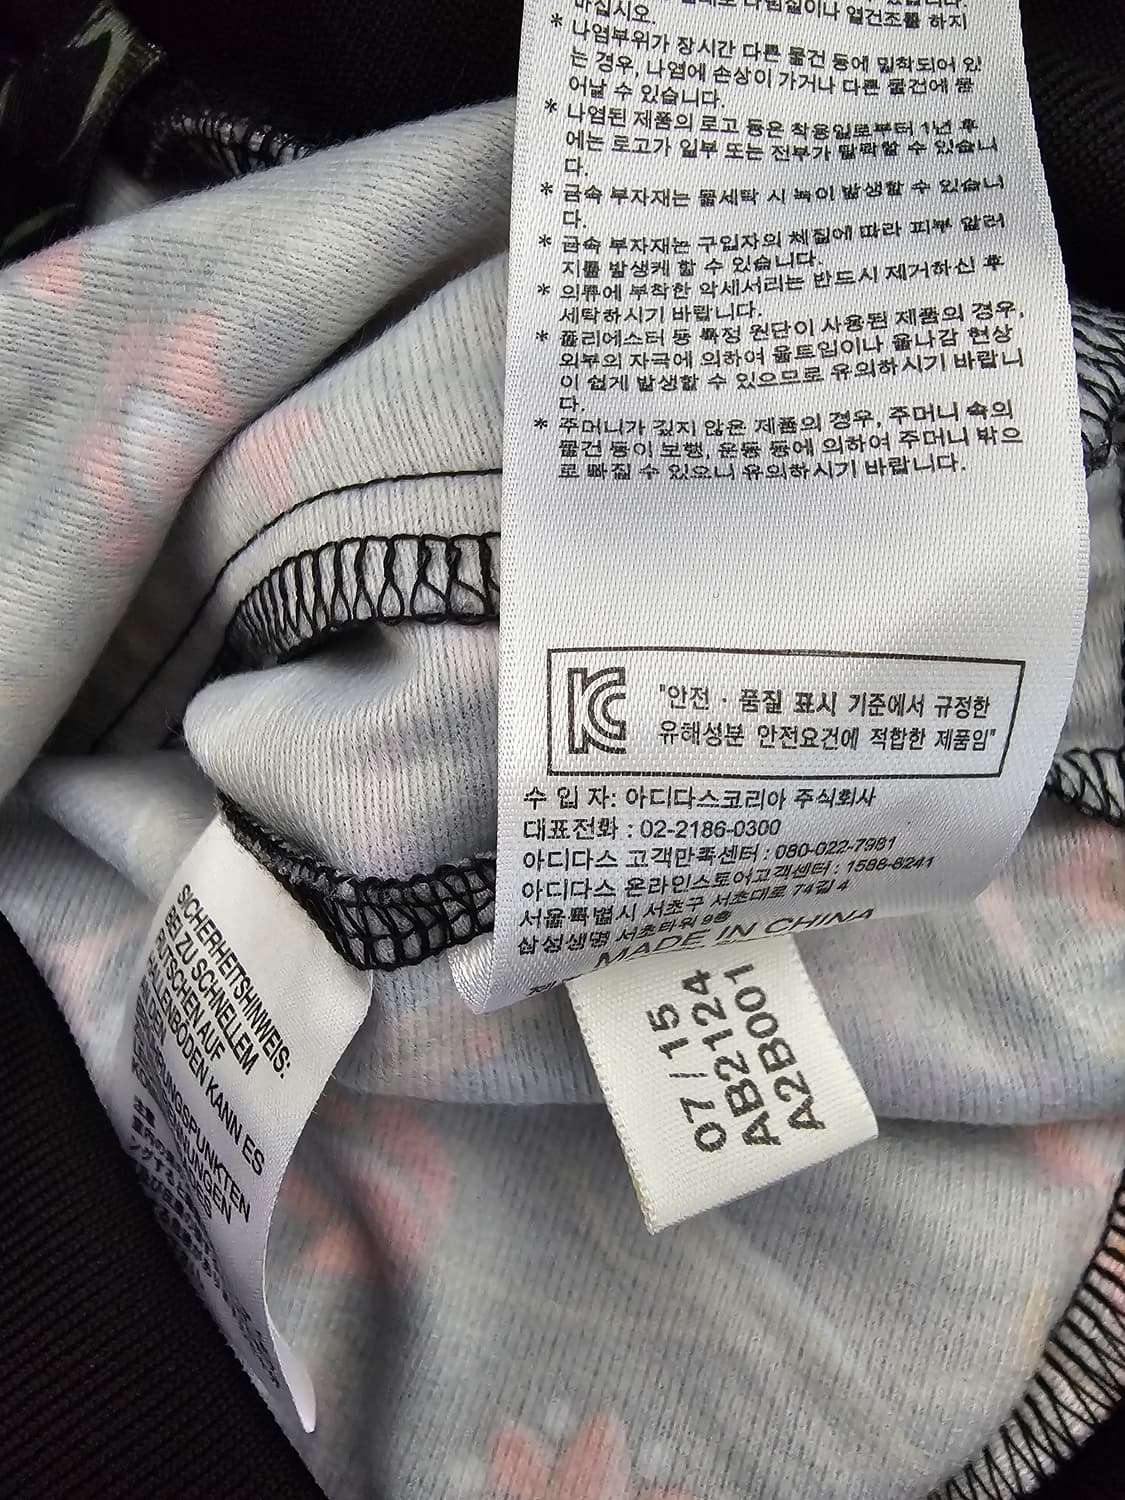 마십시오.
열건조를 하지
* 나염부위가 장시간 다른 물건 등에 밀착되어 있
는 경우, 나염에 손상이 가거나 다른 물건에 묻
어날 수 있습니다.
* 나염된 제품의 로고 등은 착용일로부터 1년 후
에는 로고가 일부 또는 전부가 탈락할 수 있습니
다.
* 금속 부자재는 물세탁 시 녹이 발생할 수 있습니
다.
* 금속 부자재는 구입자의 체질에 따라 피부 알러
지를 발생케 할 수 있습니다.
* 의류에 부착한 악세서리는 반드시 제거하신 후
세탁하시기 바랍니다.
* 폴리에스터 등 특정 원단이 사용된 제품의 경우,
외부의 자극에 의하여 올트임이나 올나감 현상
이 쉽게 발생할 수 있으므로 유의하시기 바랍니
다.
* 주머니가 깊지 않은 제품의 경우, 주머니 속의
물건 등이 보행, 운동 등에 의하여 주머니 밖으
로 빠질 수 있으니 유의하시기 바랍니다.
KC
"안전 · 품질 표시 기준에서 규정한
유해성분 안전요건에 적합한 제품임"
수 입 자: 아디다스코리아 주식회사
대표전화 : 02-2186-0300
아디다스 고객만족센터 : 080-022-7981
아디다스 온라인스토어고객센터 : 1588-8241
서울특별시 서초구 서초대로 74길 4
삼성생명 서초타워 9층
MADE IN CHINA
07/15
AB2124
A2B001
SICHERHEITSHINWEIS:
BEI ZU SCHNELLEM
RUTSCHEN AUF
HALLENBÖDEN KANN ES